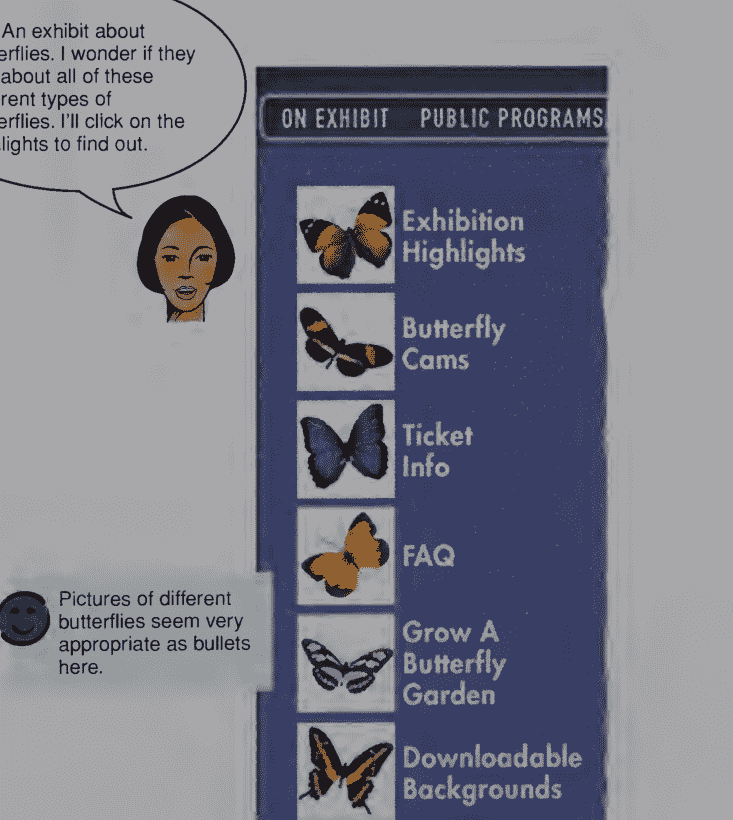 An exhibit about
erflies. I wonder if they
about all of these
rent types of
erflies. I'll click on the
lights to find out.
ON EXHIBIT PUBLIC PROGRAMS
Exhibition
Highlights
Butterfly
Cams
Ticket
Info
FAQ
Pictures of different
butterflies seem very
appropriate as bullets
here.
Grow A
Butterfly
Garden
Downloadable
Backgrounds